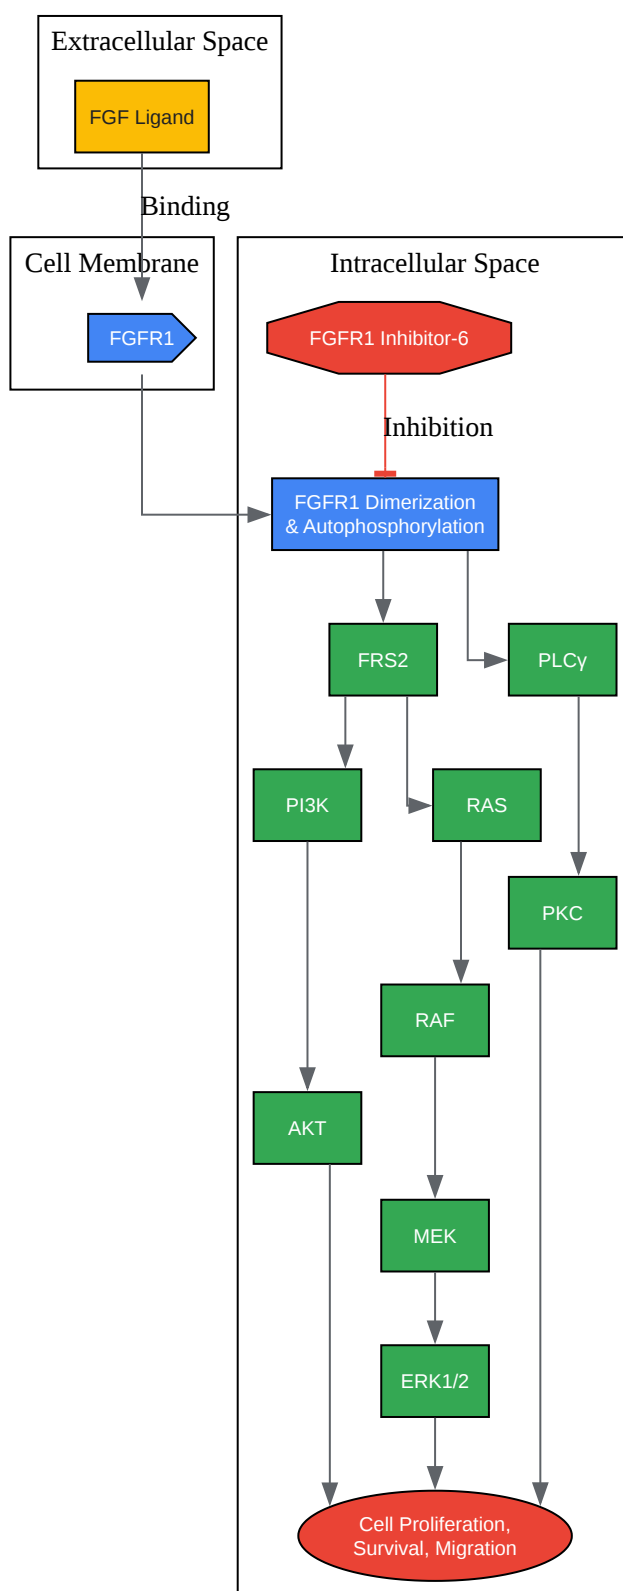 Extracellular Space
FGF Ligand
Binding
Cell Membrane
FGFR1
Intracellular Space
FGFR1 Inhibitor-6
Inhibition
FGFR1 Dimerization
& Autophosphorylation
FRS2
PLCγ
PI3K
RAS
PKC
RAF
AKT
MEK
ERK1/2
Cell Proliferation,
Survival, Migration